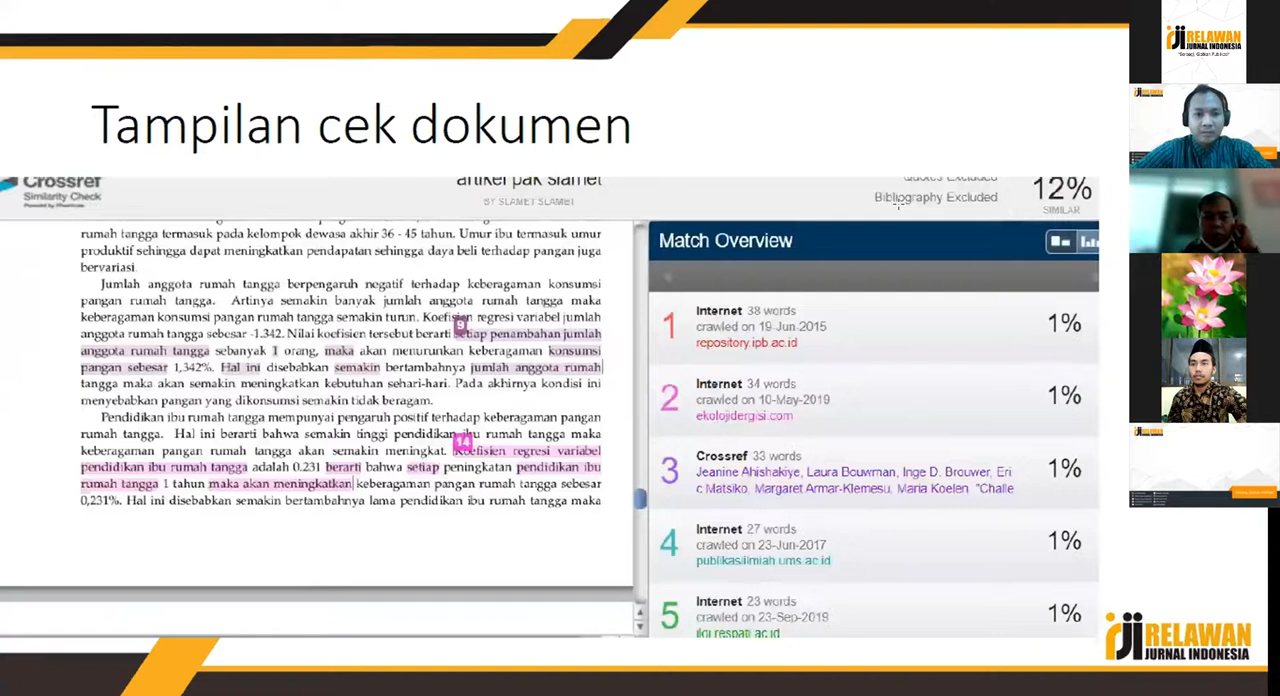 Tampilan cek dokumen
Crossref
Similarity Check
artikel pak slamet
BY SLAMET SLAMET
Quotes Excluded
Bibliography Excluded
12%
SIMILAR
rumah tangga termasuk pada kelompok dewasa akhir 36 - 45 tahun. Umur ibu termasuk umur
produktif sehingga dapat meningkatkan pendapatan sehingga daya beli terhadap pangan juga
bervariasi.
Jumlah anggota rumah tangga berpengaruh negatif terhadap keberagaman konsumsi
pangan rumah tangga. Artinya semakin banyak jumlah anggota rumah tangga maka
keberagaman konsumsi pangan rumah tangga semakin turun. Koefisien regresi variabel jumlah
9
anggota rumah tangga sebesar -1.342. Nilai koefisien tersebut berarti setiap penambahan jumlah
anggota rumah tangga sebanyak 1 orang, maka akan menurunkan keberagaman konsumsi
pangan sebesar 1,342%. Hal ini disebabkan semakin bertambahnya jumlah anggota rumah
tangga maka akan semakin meningkatkan kebutuhan sehari-hari. Pada akhirnya kondisi ini
menyebabkan pangan yang dikonsumsi semakin tidak beragam.
Pendidikan ibu rumah tangga mempunyai pengaruh positif terhadap keberagaman pangan
rumah tangga. Hal ini berarti bahwa semakin tinggi pendidikan ibu rumah tangga maka
14
keberagaman pangan rumah tangga akan semakin meningkat. Koefisien regresi variabel
pendidikan ibu rumah tangga adalah 0.231 berarti bahwa setiap peningkatan pendidikan ibu
rumah tangga 1 tahun maka akan meningkatkan keberagaman pangan rumah tangga sebesar
0,231%. Hal ini disebabkan semakin bertambahnya lama pendidikan ibu rumah tangga maka
Match Overview
1
Internet 38 words
crawled on 19-Jun-2015
repository.ipb.ac.id
1%
2
Internet 34 words
crawled on 10-May-2019
ekolojidergisi.com
1%
3
Crossref 33 words
Jeanine Ahishakiye, Laura Bouwman, Inge D. Brouwer, Eri
c Matsiko, Margaret Armar-Klemesu, Maria Koelen. "Challe
1%
4
Internet 27 words
crawled on 23-Jun-2017
publikasiilmiah.ums.ac.id
1%
5
Internet 23 words
crawled on 23-Sep-2019
ilgi.respati.ac.id
1%
RELAWAN
JURNAL INDONESIA
RELAWAN
JURNAL INDONESIA